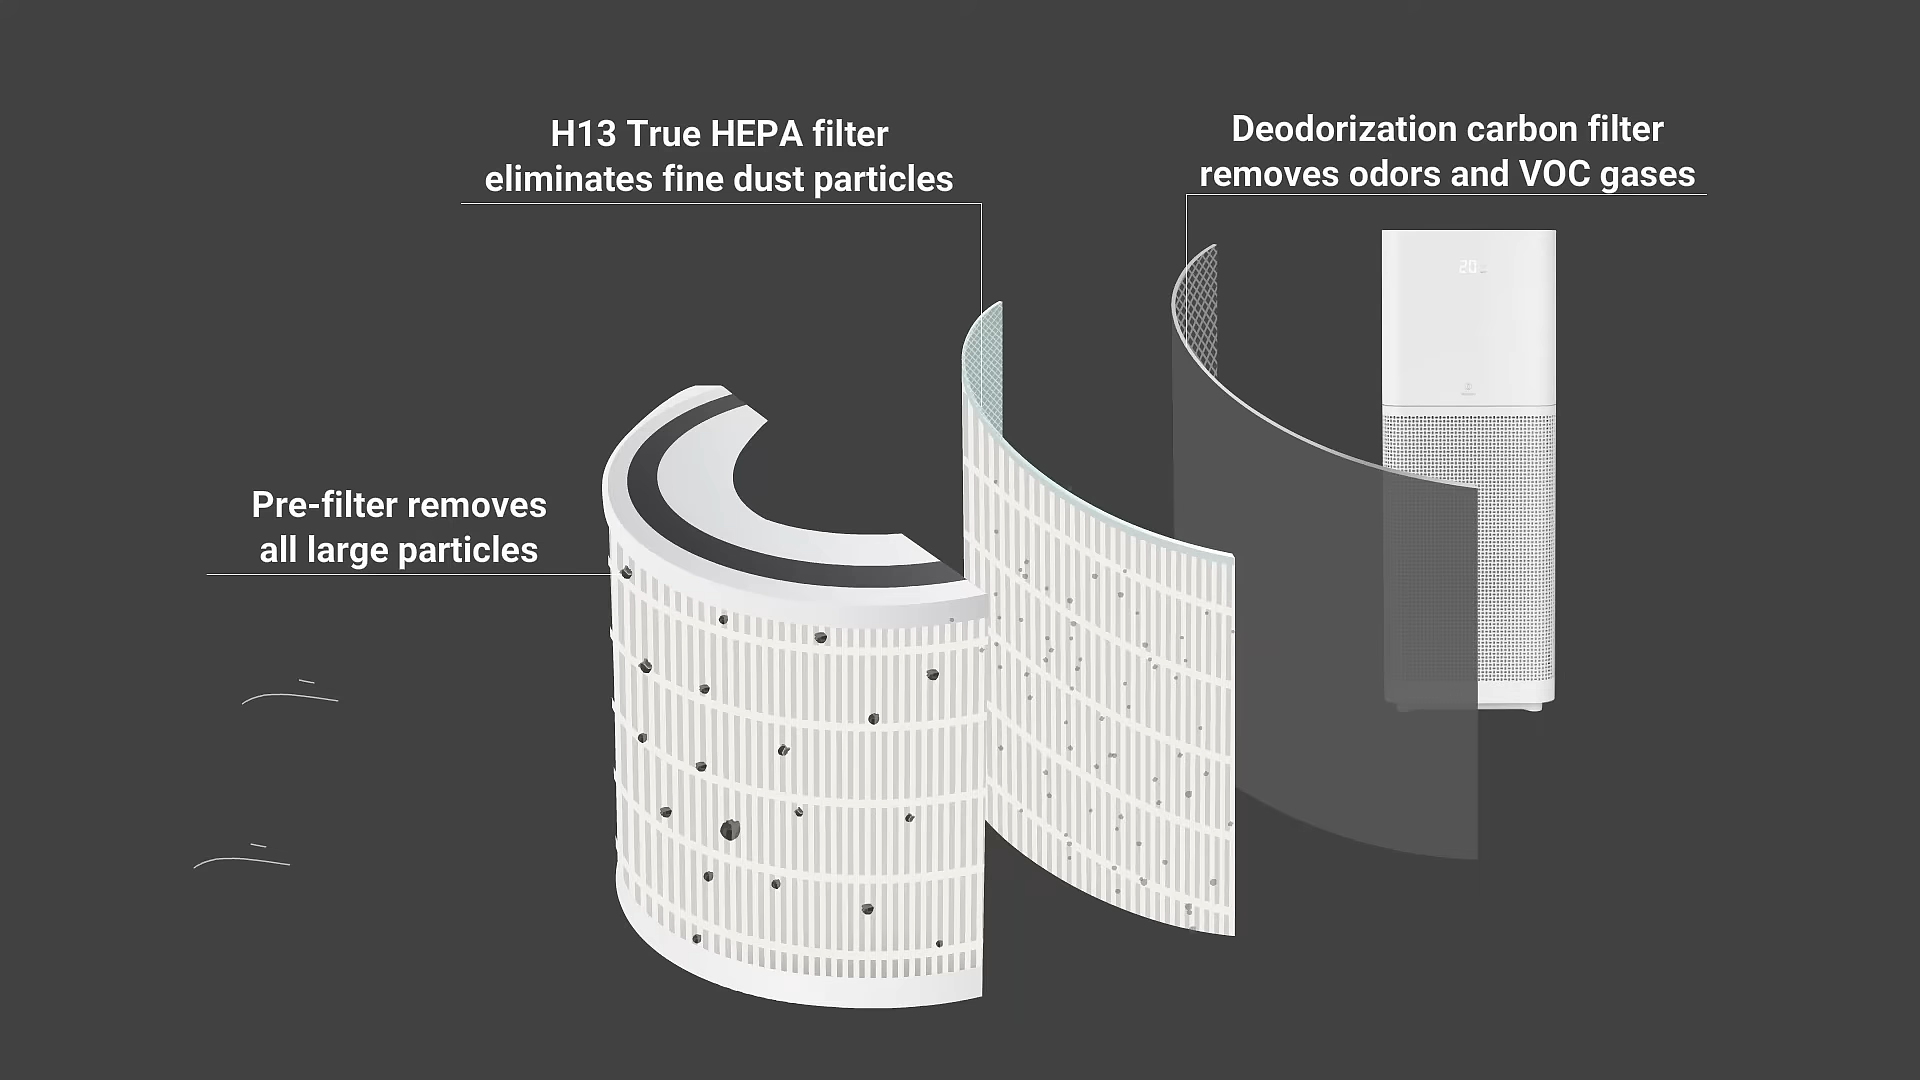 H13 True HEPA filter
eliminates fine dust particles
Deodorization carbon filter
removes odors and VOC gases
20
Pre-filter removes
all large particles